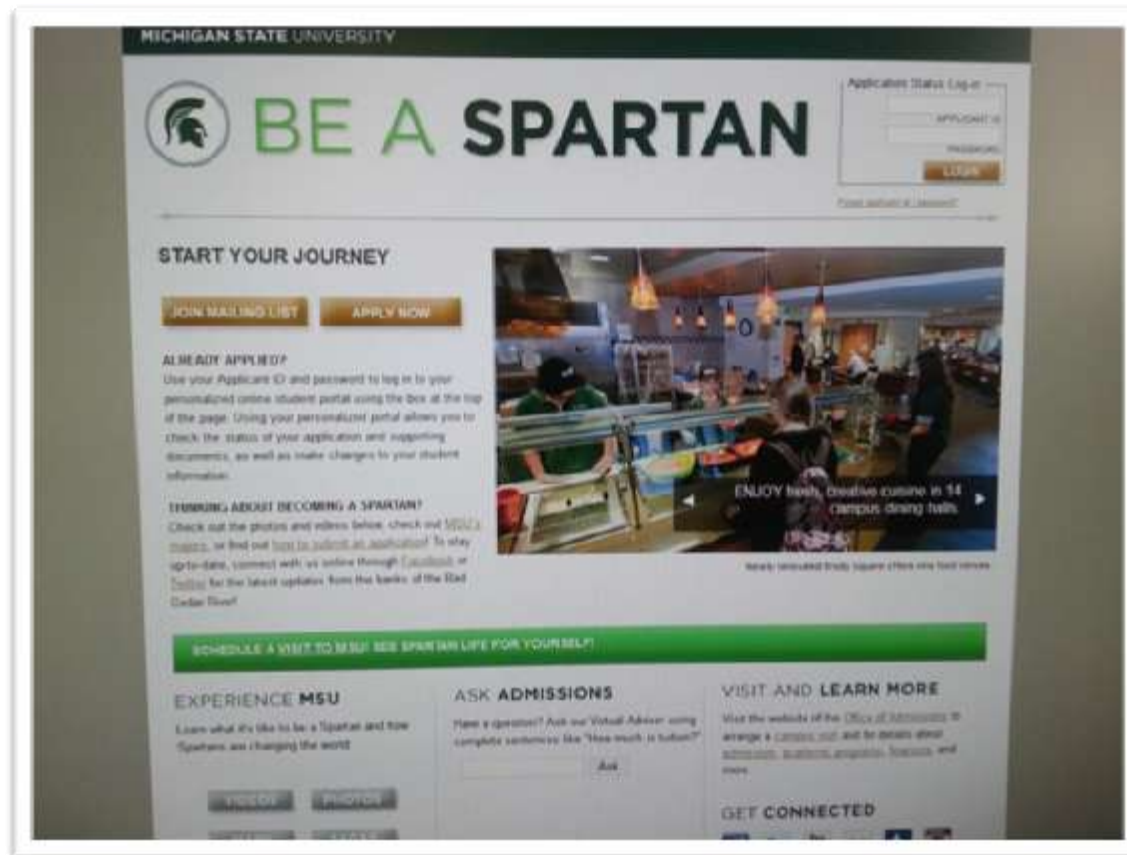 MICHIGAN STATE UNIVERSITY
BE A SPARTAN
Application Status Log-in
APPLICANT ID
PASSWORD
LOGIN
START YOUR JOURNEY
JOIN MAILING LIST
APPLY NOW
ALREADY APPLIED?
Use your Applicant ID and password to log in to your
personalized online student portal using the box at the top
of the page. Using your personalized portal allows you to
check the status of your application and supporting
documents, as well as make changes to your student
information.
THINKING ABOUT BECOMING A SPARTAN?
Check out the photos and videos below, check out MSU's
majors, or find out how to submit an application! To stay
up-to-date, connect with us online through Facebook or
Twitter for the latest updates from the banks of the Red
Cedar River!
ENJOY fresh, creative cuisine in 14
campus dining halls.
Newly renovated Brody Square offers nine food venues
SCHEDULE A VISIT TO MSU! SEE SPARTAN LIFE FOR YOURSELF!
EXPERIENCE MSU
Learn what it's like to be a Spartan and how
Spartans are changing the world
VIDEOS
PHOTOS
ASK ADMISSIONS
Have a question? Ask our Virtual Advisor using
complete sentences like "How much is tuition?"
Ask
VISIT AND LEARN MORE
Visit the website of the Office of Admissions to
arrange a campus visit and for details about
admission, academic programs, finances, and
more.
GET CONNECTED